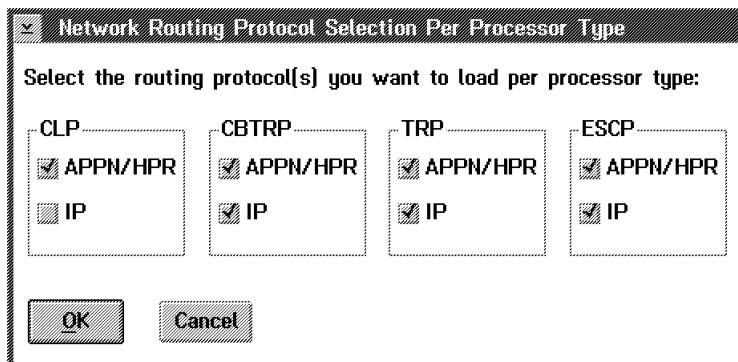 Network Routing Protocol Selection Per Processor Type
Select the routing protocol(s) you want to load per processor type:
CLP CBTRP TRP ESCP
APPN/HPR APPN/HPR APPN/HPR APPN/HPR
IP IP IP IP
OK Cancel